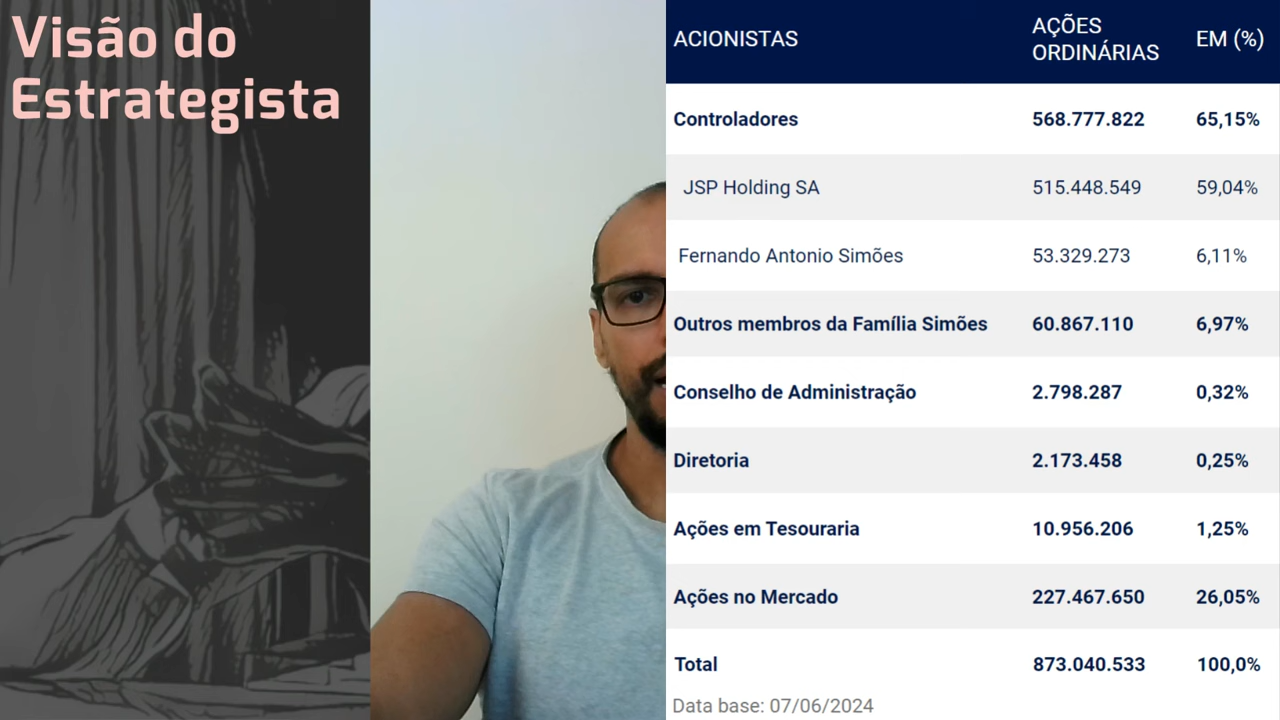 Visão do
Estrategista
ACIONISTAS AÇÕES ORDINÁRIAS EM (%)
Controladores 568.777.822 65,15%
JSP Holding SA 515.448.549 59,04%
Fernando Antonio Simões 53.329.273 6,11%
Outros membros da Família Simões 60.867.110 6,97%
Conselho de Administração 2.798.287 0,32%
Diretoria 2.173.458 0,25%
Ações em Tesouraria 10.956.206 1,25%
Ações no Mercado 227.467.650 26,05%
Total 873.040.533 100,0%
Data base: 07/06/2024